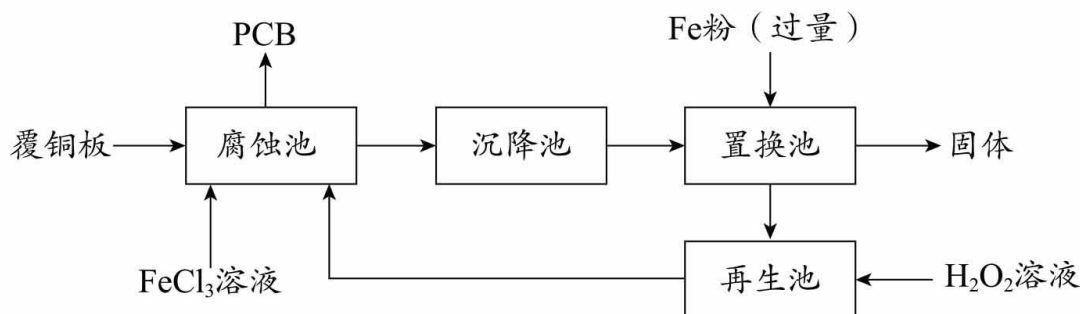 PCB
Fe粉（过量）
覆铜板
腐蚀池
沉降池
置换池
固体
FeCl₃溶液
再生池
H₂O₂溶液